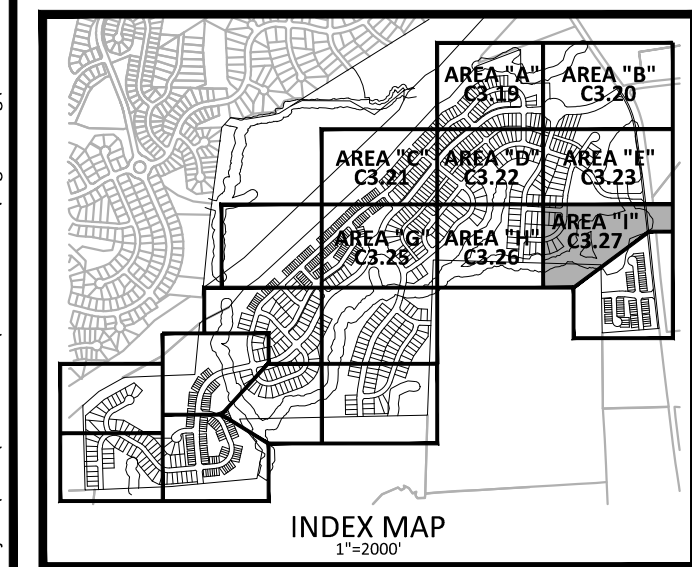 AREA "A"
C3.19
AREA "B"
C3.20
AREA "C"
C3.21
AREA "D"
C3.22
AREA "E"
C3.23
AREA "G"
C3.25
AREA "H"
C3.26
AREA "I"
C3.27
INDEX MAP
1"=2000'